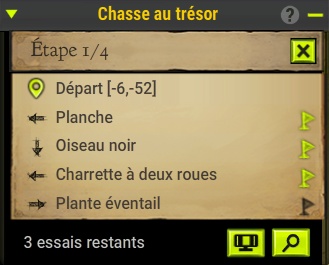 Chasse au trésor
Étape 1/4
Départ [-6,-52]
Planche
Oiseau noir
Charrette à deux roues
Plante éventail
3 essais restants